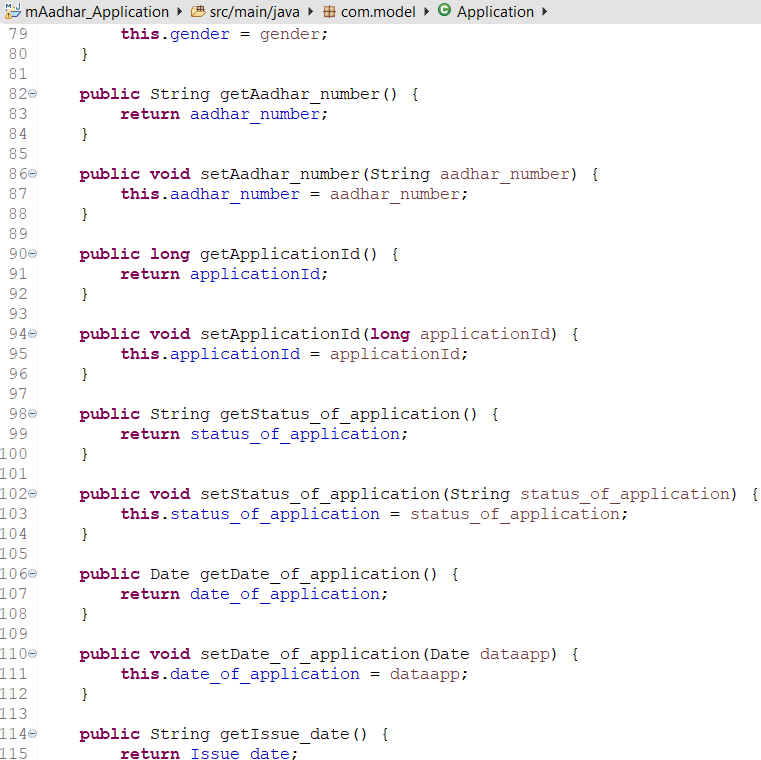 mAadhar_Application src/main/java com.model Application
79 this.gender = gender;
80 }
81
82 public String getAadhar_number() {
83 return aadhar_number;
84 }
85
86 public void setAadhar_number(String aadhar_number) {
87 this.aadhar_number = aadhar_number;
88 }
89
90 public long getApplicationId() {
91 return applicationId;
92 }
93
94 public void setApplicationId(long applicationId) {
95 this.applicationId = applicationId;
96 }
97
98 public String getStatus_of_application() {
99 return status_of_application;
100 }
101
102 public void setStatus_of_application(String status_of_application) {
103 this.status_of_application = status_of_application;
104 }
105
106 public Date getDate_of_application() {
107 return date_of_application;
108 }
109
110 public void setDate_of_application(Date dataapp) {
111 this.date_of_application = dataapp;
112 }
113
114 public String getIssue_date() {
115 return Issue_date;